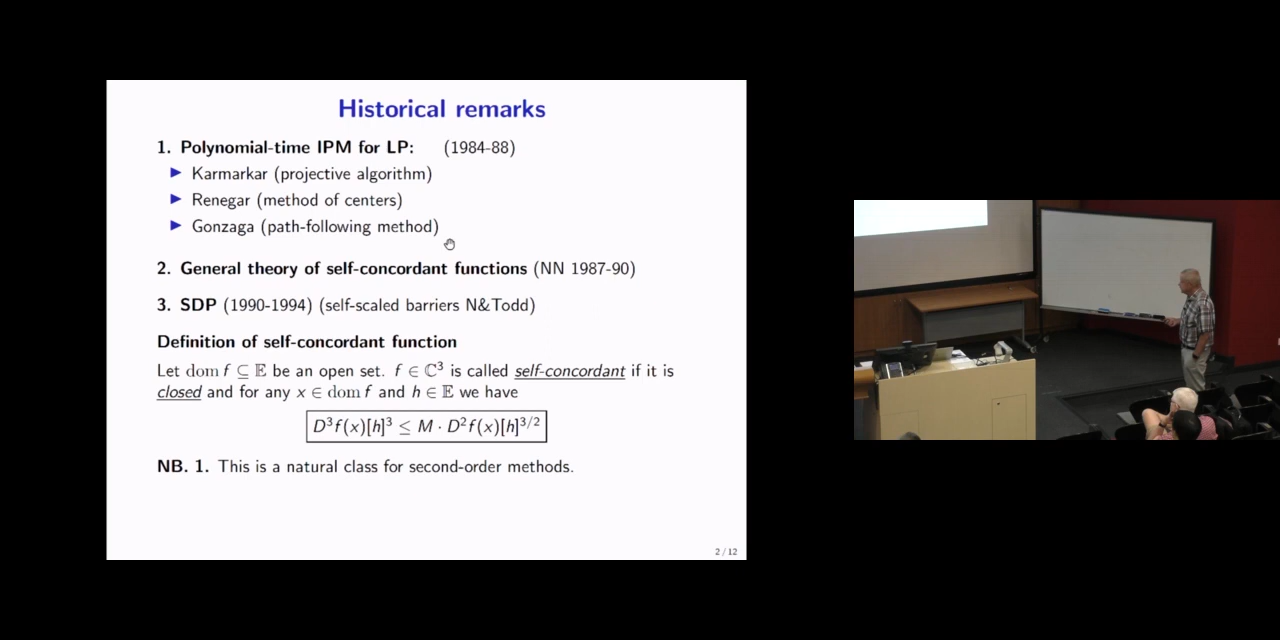 Historical remarks
1. Polynomial-time IPM for LP: (1984-88)
▶ Karmarkar (projective algorithm)
▶ Renegar (method of centers)
▶ Gonzaga (path-following method)
2. General theory of self-concordant functions (NN 1987-90)
3. SDP (1990-1994) (self-scaled barriers N&Todd)
Definition of self-concordant function
Let dom f ⊆ 𝔼 be an open set. f ∈ ℂ³ is called self-concordant if it is
closed and for any x ∈ dom f and h ∈ 𝔼 we have
D³f(x)[h]³ ≤ M · D²f(x)[h]^{3/2}
NB. 1. This is a natural class for second-order methods.
2 / 12